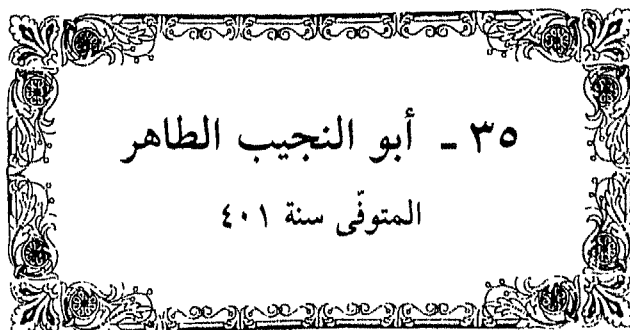 ٣٥ ـ أبو النجيب الطاهر
المتوفّى سنة ٤٠١